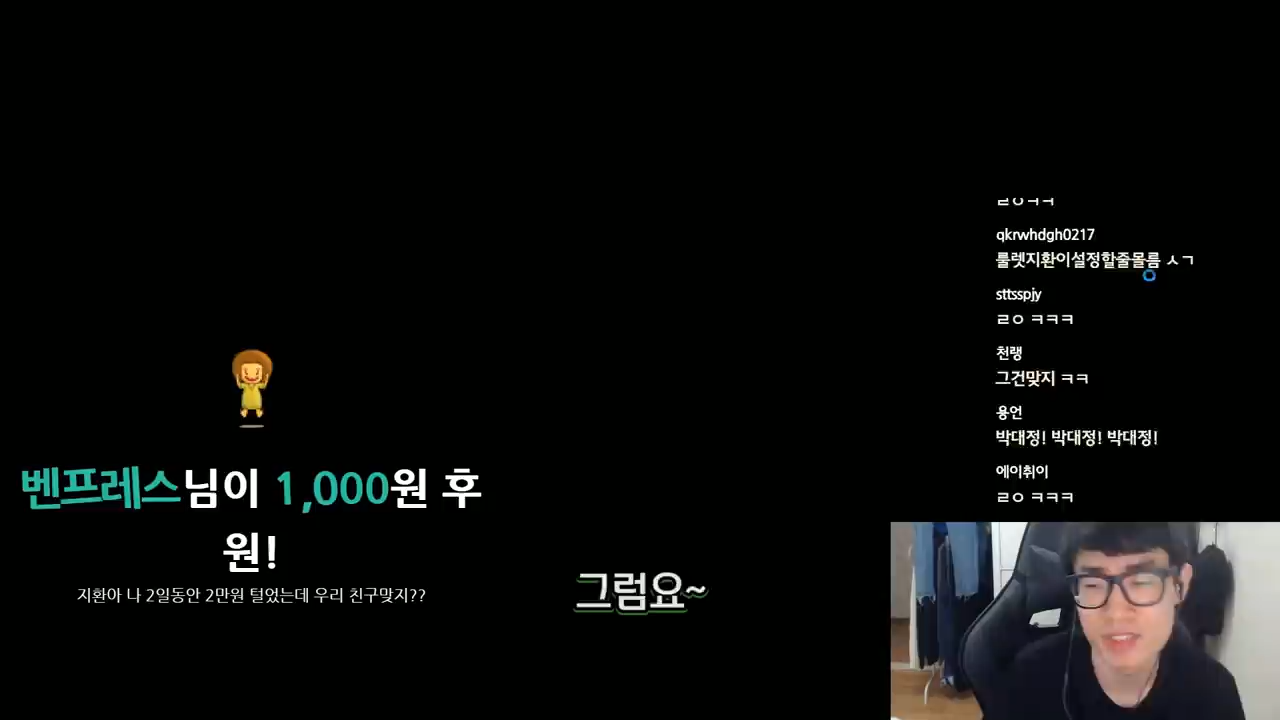 ㄹㅇㅋㅋ
qkrwhdgh0217
룰렛지환이설정할줄몰름 ㅅㄱ
sttsspjy
ㄹㅇ ㅋㅋㅋ
천랭
그건맞지 ㅋㅋ
용언
박대정! 박대정! 박대정!
에이취이
ㄹㅇ ㅋㅋㅋ
벤프레스님이 1,000원 후
원!
지환아 나 2일동안 2만원 털었는데 우리 친구맞지??
그럼요~